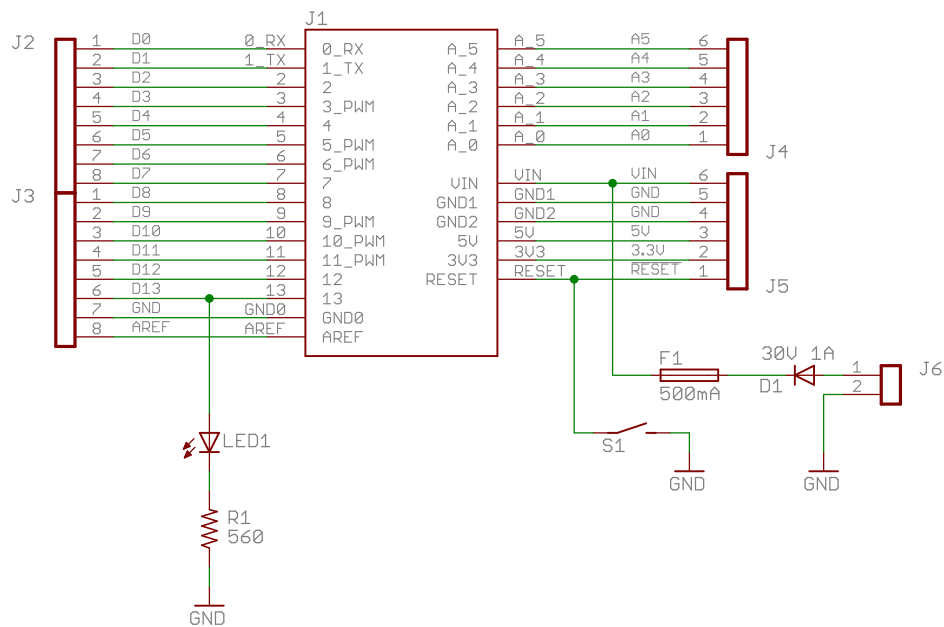 J1
J2 1 D0 0_RX 0_RX A_5 A_5 A5 6
2 D1 1_TX 1_TX A_4 A_4 A4 5
3 D2 2 2 A_3 A_3 A3 4
4 D3 3 3_PWM A_2 A_2 A2 3
5 D4 4 4 A_1 A_1 A1 2
6 D5 5 5_PWM A_0 A_0 A0 1
7 D6 6 6_PWM J4
8 D7 7 7 VIN VIN VIN 6
J3 1 D8 8 8 GND1 GND1 GND 5
2 D9 9 9_PWM GND2 GND2 GND 4
3 D10 10 10_PWM 5V 5V 5V 3
4 D11 11 11_PWM 3V3 3V3 3.3V 2
5 D12 12 12 RESET RESET RESET 1
6 D13 13 13 J5
7 GND GND0 GND0
8 AREF AREF AREF
F1 30V 1A 1 J6
500mA D1 2
LED1 S1
GND GND
R1
560
GND